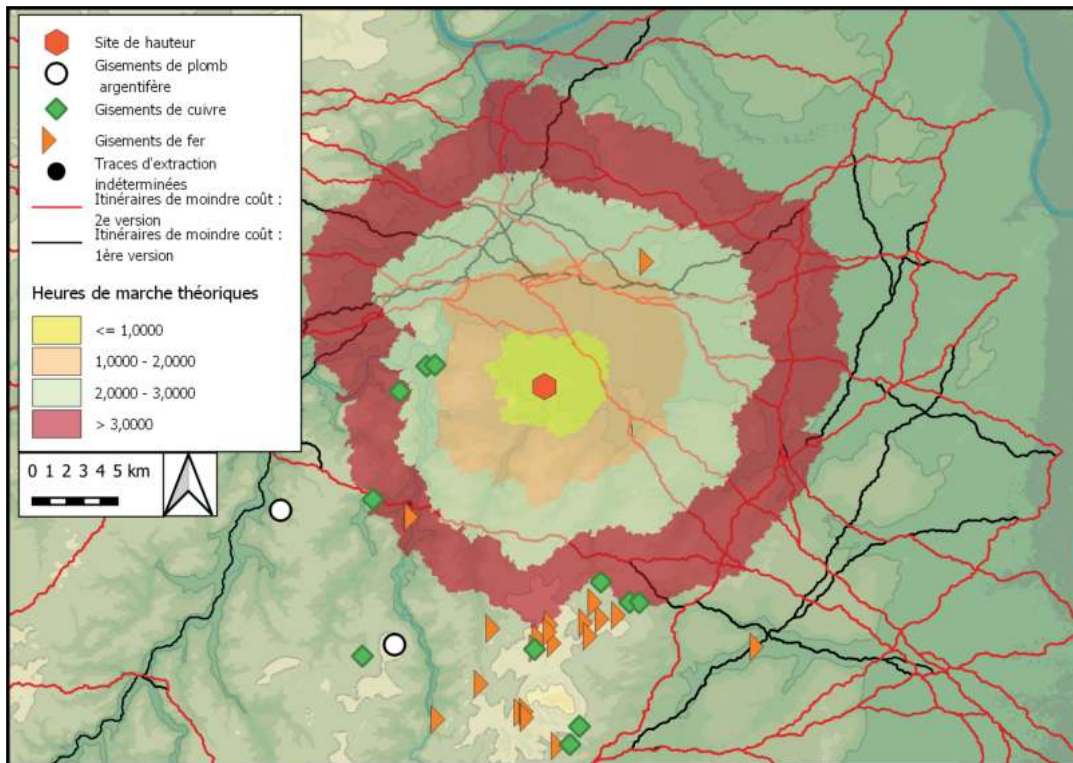 Site de hauteur
Gisements de plomb
argentifère
Gisements de cuivre
Gisements de fer
Traces d'extraction
indéterminées
Itinéraires de moindre coût :
2e version
Itinéraires de moindre coût :
1ère version
Heures de marche théoriques
<= 1,0000
1,0000 - 2,0000
2,0000 - 3,0000
> 3,0000
0 1 2 3 4 5 km